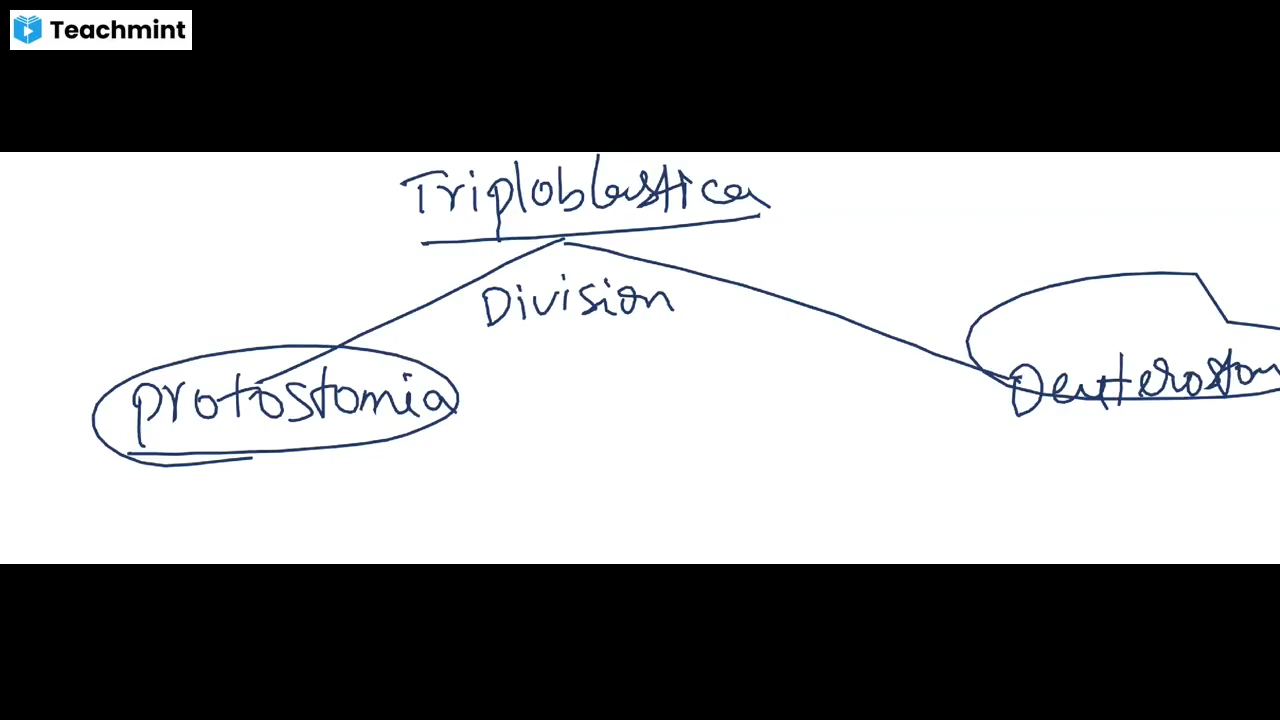 Teachmint
Triploblastica
Division
protostomia
Deuterostom